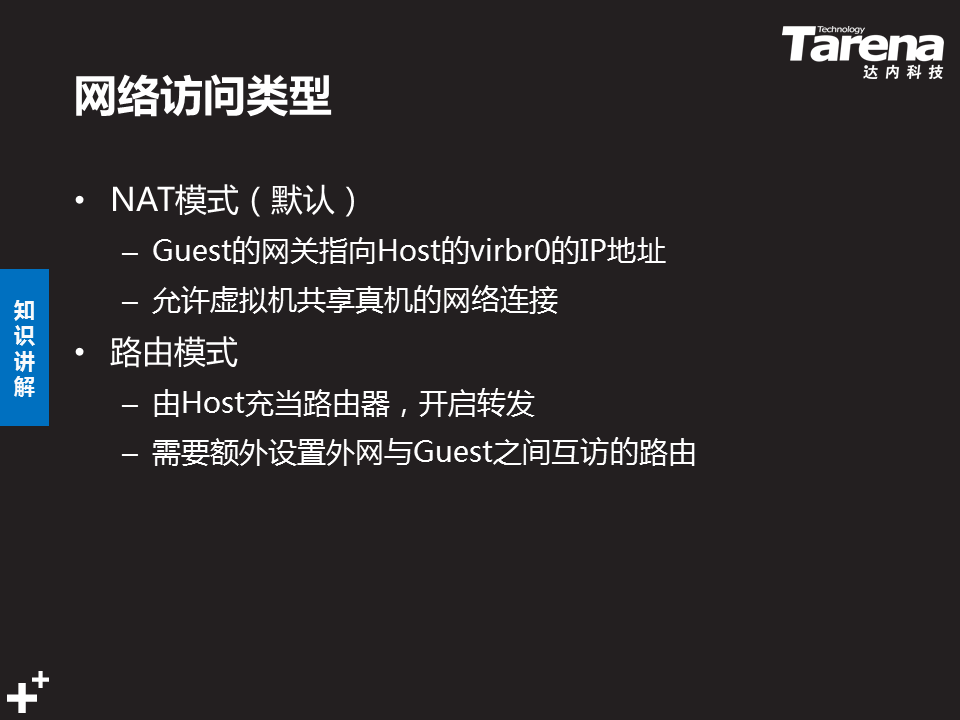 Technology
Tarena
达内科技
网络访问类型
• NAT模式（默认）
– Guest的网关指向Host的virbr0的IP地址
– 允许虚拟机共享真机的网络连接
• 路由模式
– 由Host充当路由器，开启转发
– 需要额外设置外网与Guest之间互访的路由
知
识
讲
解